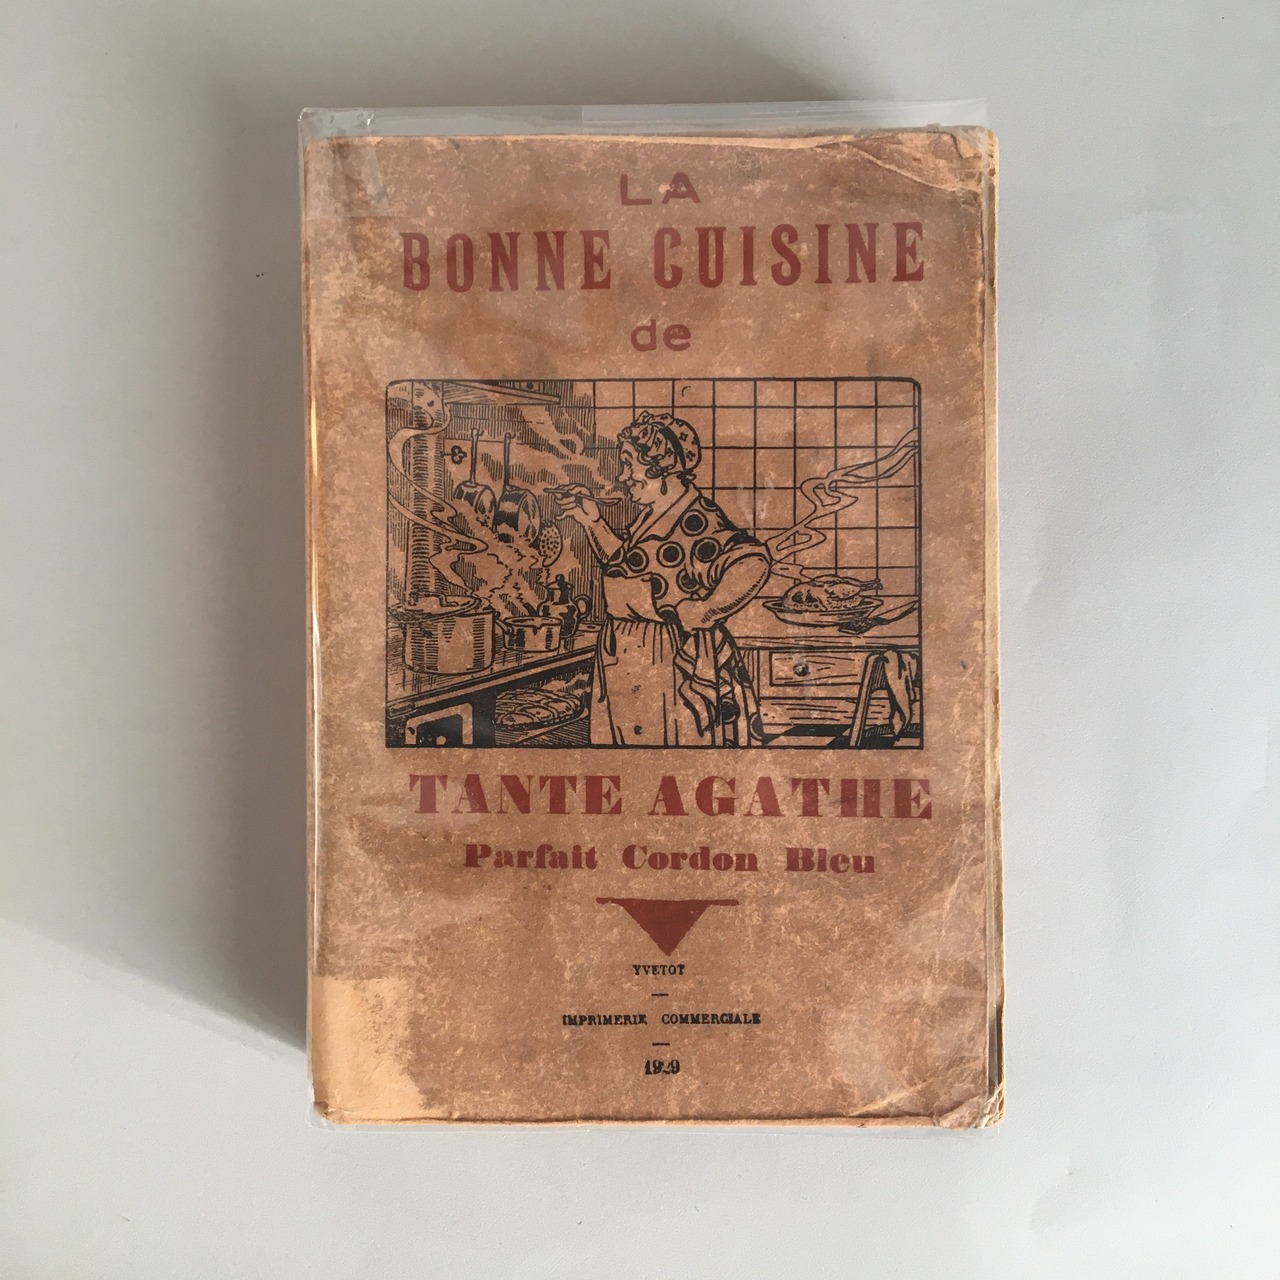 LA
BONNE CUISINE
de
TANTE AGATHE
Parfait Cordon Bleu
YVETOT
IMPRIMERIE COMMERCIALE
1929